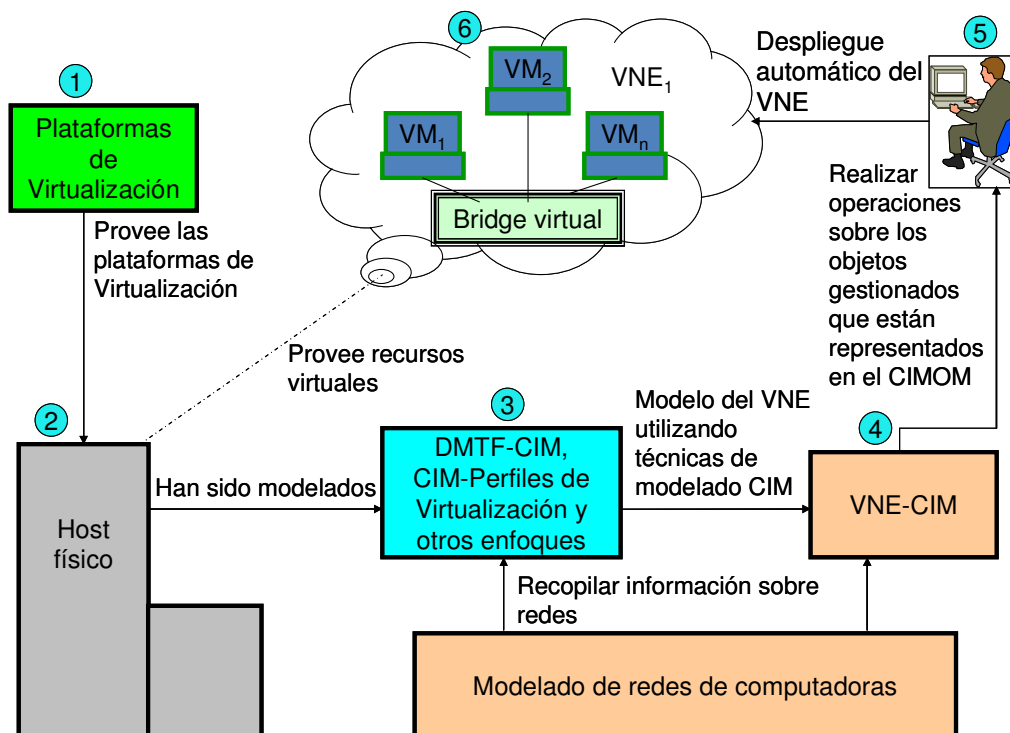 1
Plataformas
de
Virtualización
Provee las
plataformas de
Virtualización
6
VM2
VNE1
VM1
VMn
Bridge virtual
Despliegue
automático del
VNE
5
Realizar
operaciones
sobre los
objetos
gestionados
que están
representados
en el CIMOM
Provee recursos
virtuales
2
Host
físico
Han sido modelados
3
DMTF-CIM,
CIM-Perfiles de
Virtualización y
otros enfoques
Modelo del VNE
utilizando
técnicas de
modelado CIM
4
VNE-CIM
Recopilar información sobre
redes
Modelado de redes de computadoras